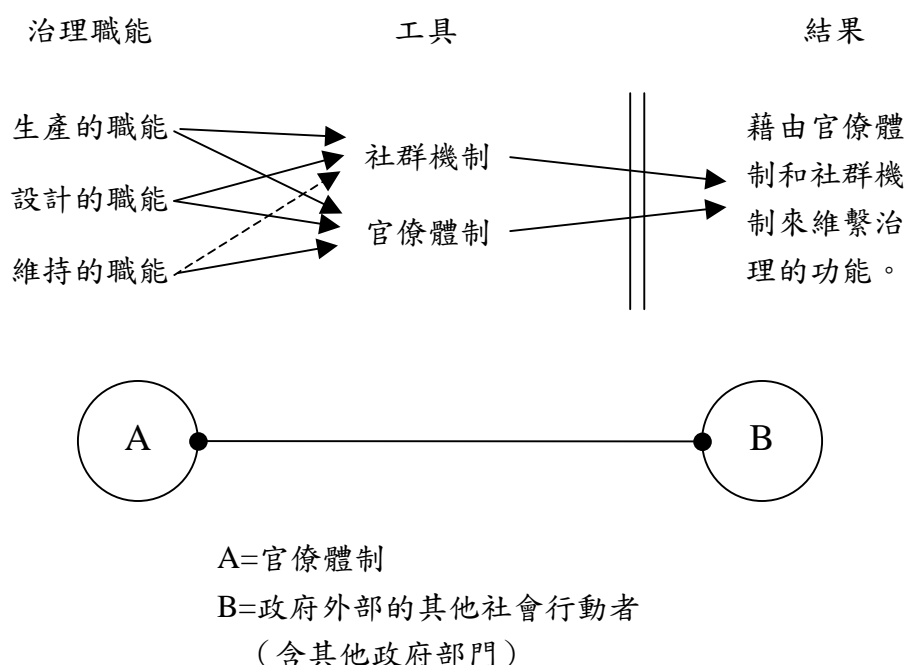 治理職能 工具 結果
生產的職能
設計的職能
維持的職能
社群機制
官僚體制
藉由官僚體
制和社群機
制來維繫治
理的功能。
A B
A=官僚體制
B=政府外部的其他社會行動者
（含其他政府部門）